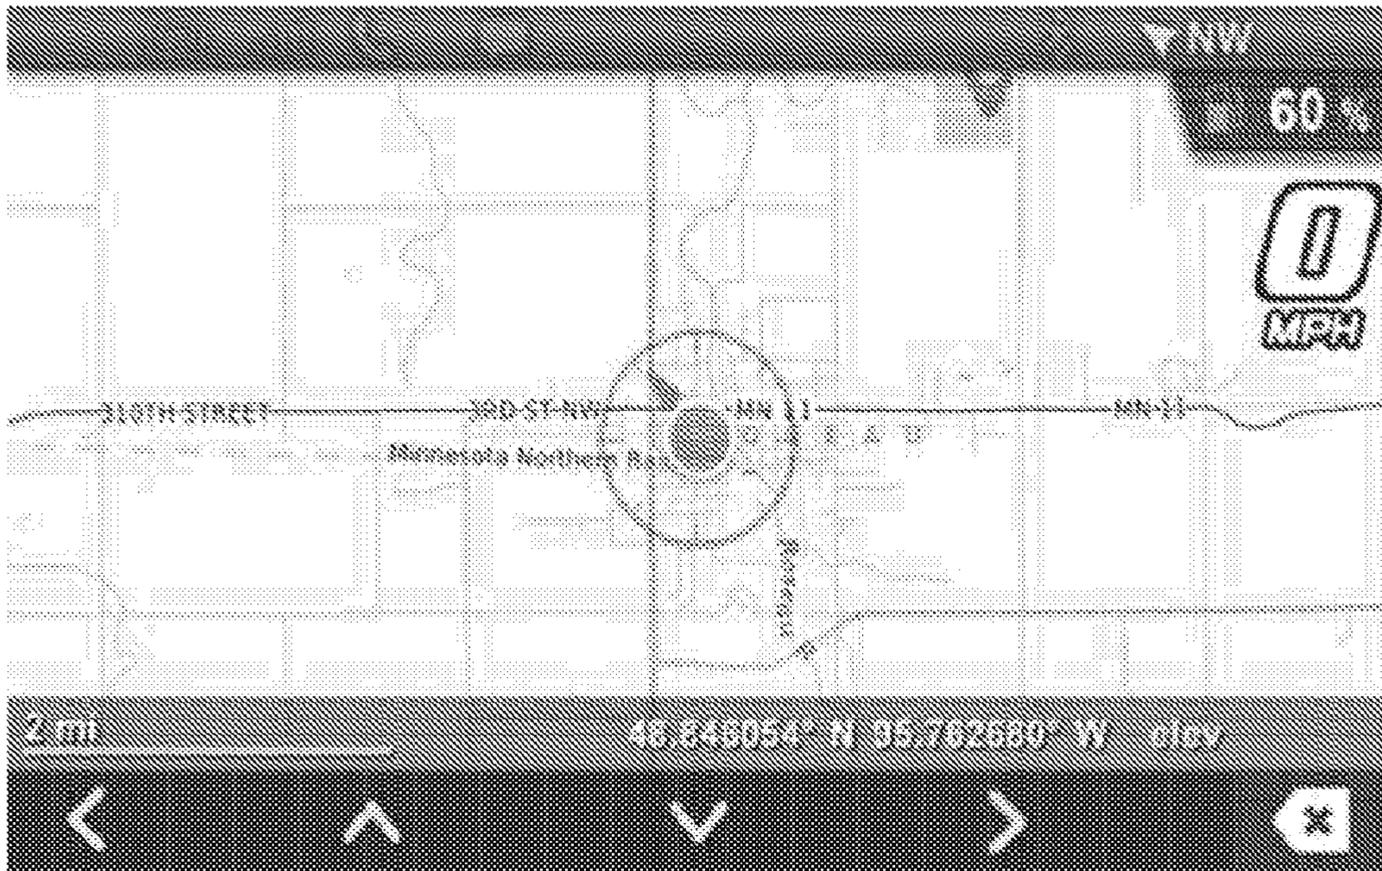 NW
60 %
0
MPH
310TH STREET
3RD ST NW
MN 11
MN-11
Minnesota Northern
2 mi
48.846054° N 95.762680° W elev